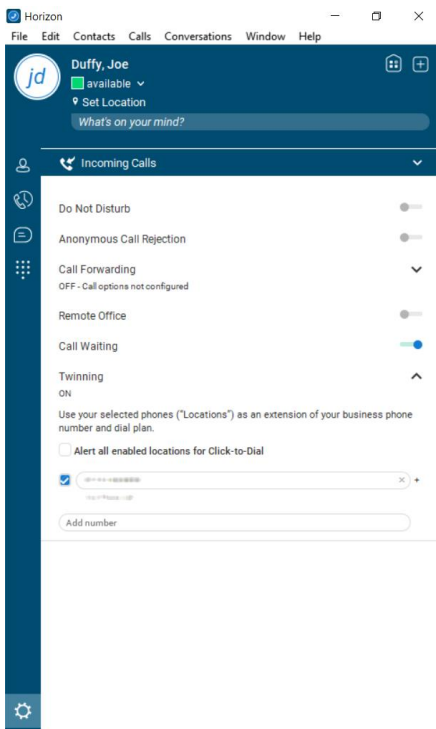 Horizon
File Edit Contacts Calls Conversations Window Help
jd
Duffy, Joe
available
Set Location
What's on your mind?
Incoming Calls
Do Not Disturb
Anonymous Call Rejection
Call Forwarding
OFF - Call options not configured
Remote Office
Call Waiting
Twinning
ON
Use your selected phones ("Locations") as an extension of your business phone
number and dial plan.
Alert all enabled locations for Click-to-Dial
Add number